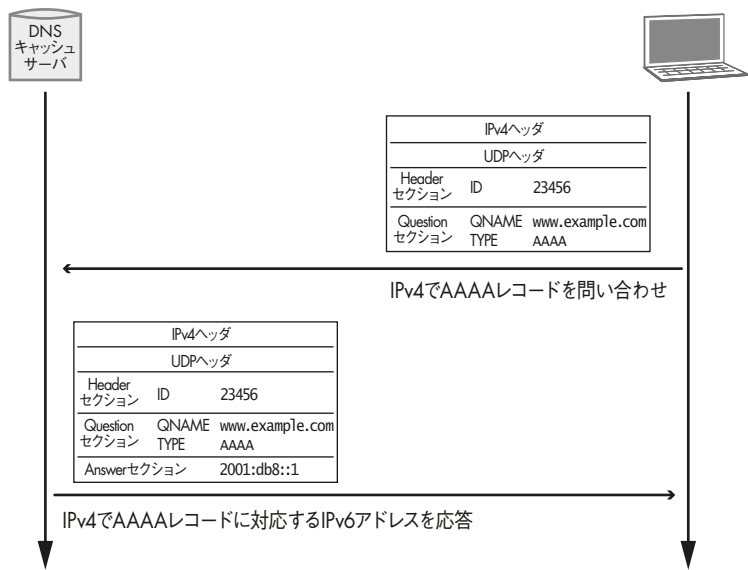 DNS
キャッシュ
サーバ
IPv4ヘッダ
UDPヘッダ
Header
セクション
ID 23456
Question
セクション
QNAME www.example.com
TYPE AAAA
IPv4でAAAAレコードを問い合わせ
IPv4ヘッダ
UDPヘッダ
Header
セクション
ID 23456
Question
セクション
QNAME www.example.com
TYPE AAAA
Answerセクション 2001:db8::1
IPv4でAAAAレコードに対応するIPv6アドレスを応答